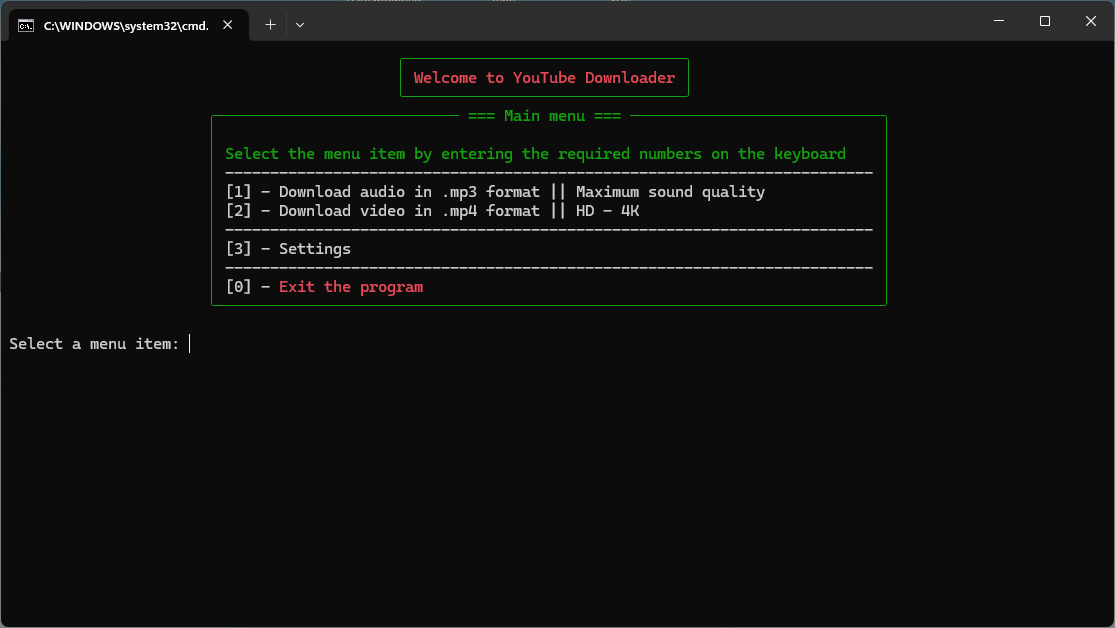 C:\WINDOWS\system32\cmd.
Welcome to YouTube Downloader
=== Main menu ===
Select the menu item by entering the required numbers on the keyboard
[1] - Download audio in .mp3 format || Maximum sound quality
[2] - Download video in .mp4 format || HD - 4K
[3] - Settings
[0] - Exit the program
Select a menu item: